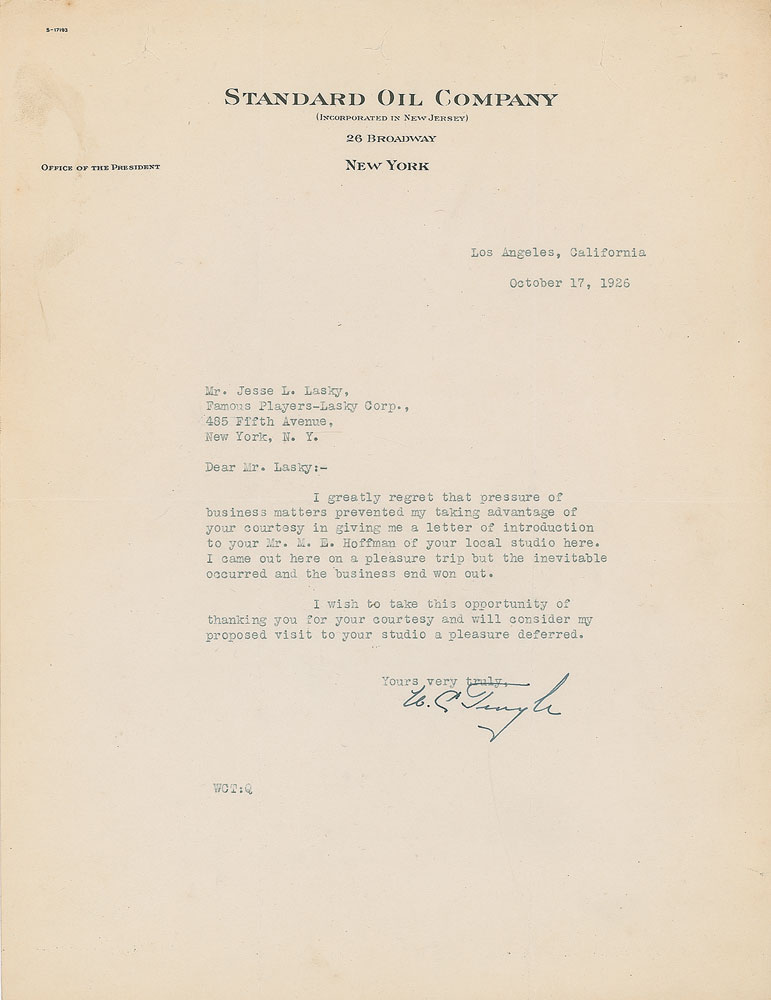 S-17193
STANDARD OIL COMPANY
(INCORPORATED IN NEW JERSEY)
26 BROADWAY
OFFICE OF THE PRESIDENT
NEW YORK
Los Angeles, California
October 17, 1926
Mr. Jesse L. Lasky,
Famous Players-Lasky Corp.,
485 Fifth Avenue,
New York, N. Y.
Dear Mr. Lasky:-
I greatly regret that pressure of
business matters prevented my taking advantage of
your courtesy in giving me a letter of introduction
to your Mr. M. E. Hoffman of your local studio here.
I came out here on a pleasure trip but the inevitable
occurred and the business end won out.
I wish to take this opportunity of
thanking you for your courtesy and will consider my
proposed visit to your studio a pleasure deferred.
Yours very truly,
W. C. Teagle
WCT:Q